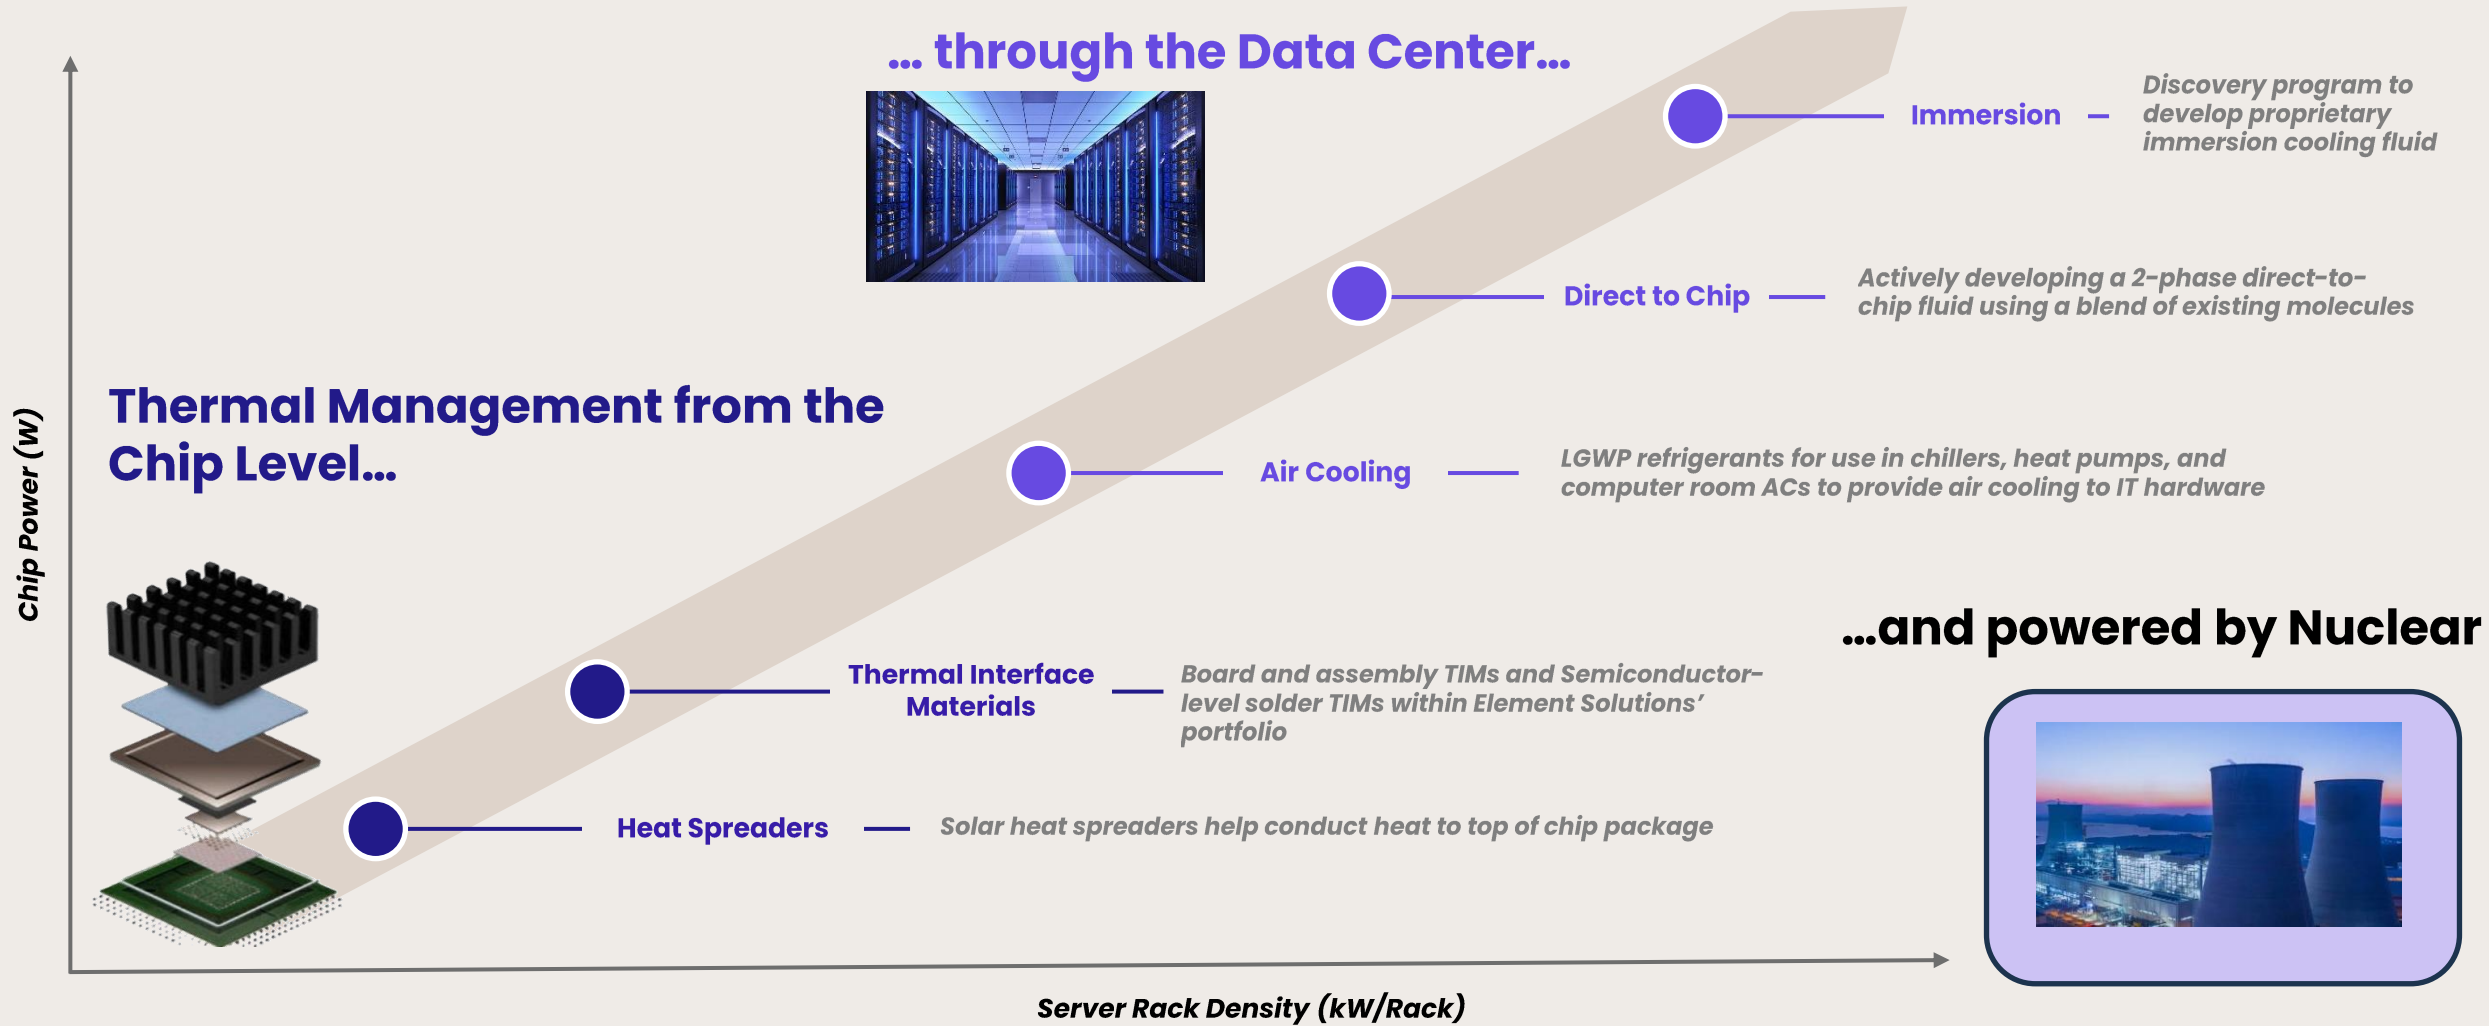 ... through the Data Center...
Discovery program to
develop proprietary
immersion cooling fluid
Immersion
Direct to Chip
Actively developing a 2-phase direct-to-
chip fluid using a blend of existing molecules
Thermal Management from the
Chip Level...
Air Cooling
LGWP refrigerants for use in chillers, heat pumps, and
computer room ACs to provide air cooling to IT hardware
Chip Power (W)
...and powered by Nuclear
Thermal Interface
Materials
Board and assembly TIMs and Semiconductor-
level solder TIMs within Element Solutions’
portfolio
Heat Spreaders
Solar heat spreaders help conduct heat to top of chip package
Server Rack Density (kW/Rack)